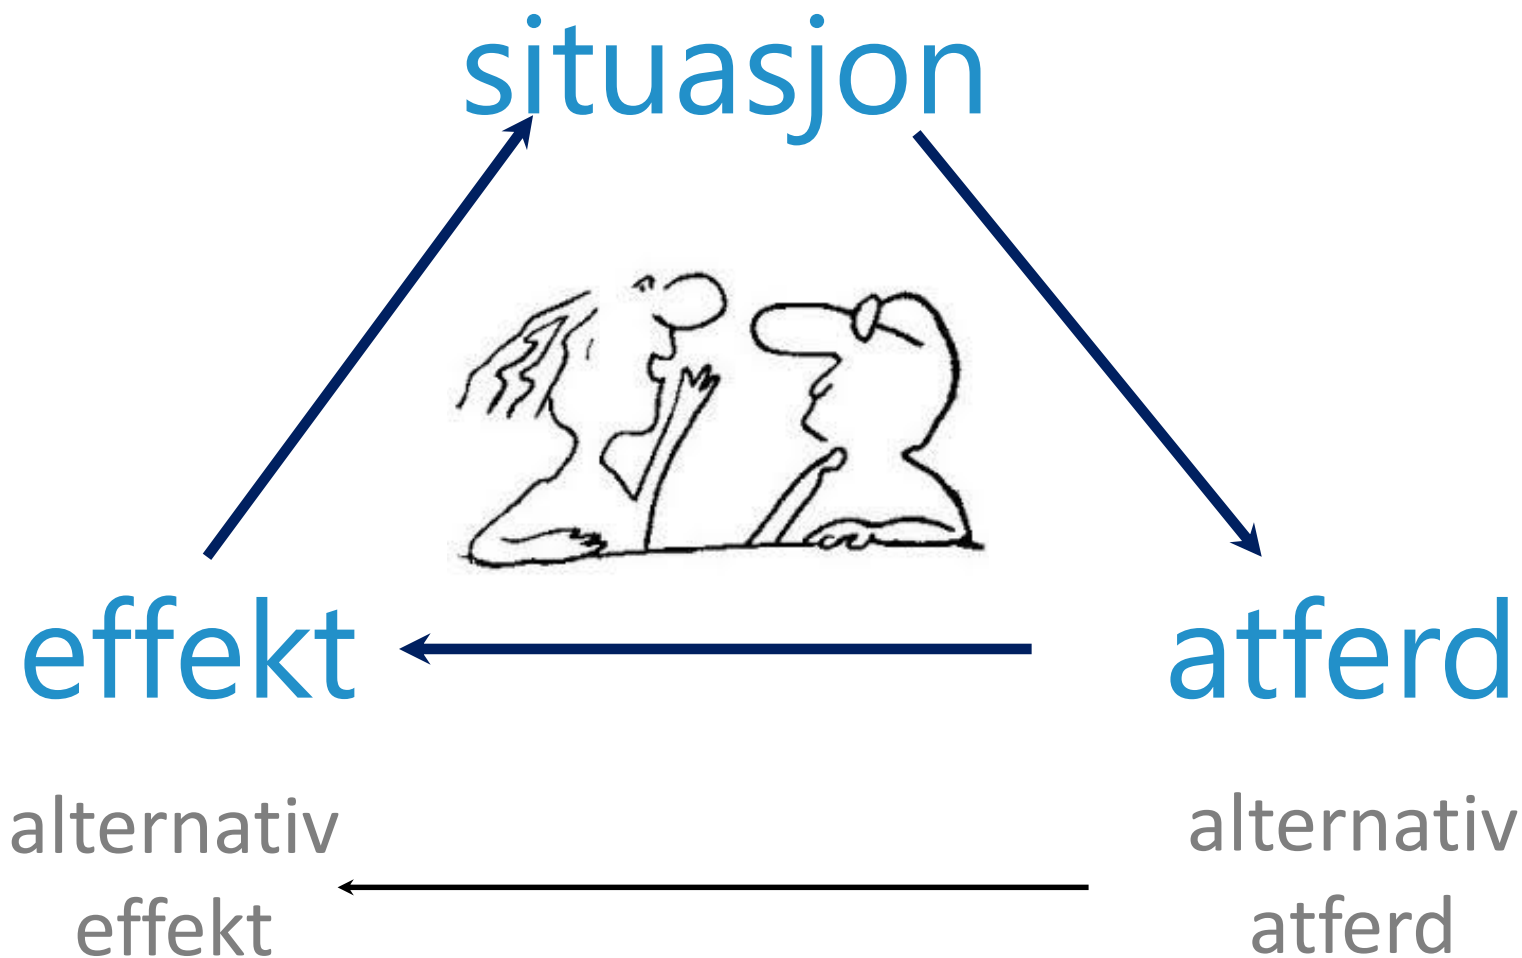 situasjon
effekt
atferd
alternativ
effekt
alternativ
atferd